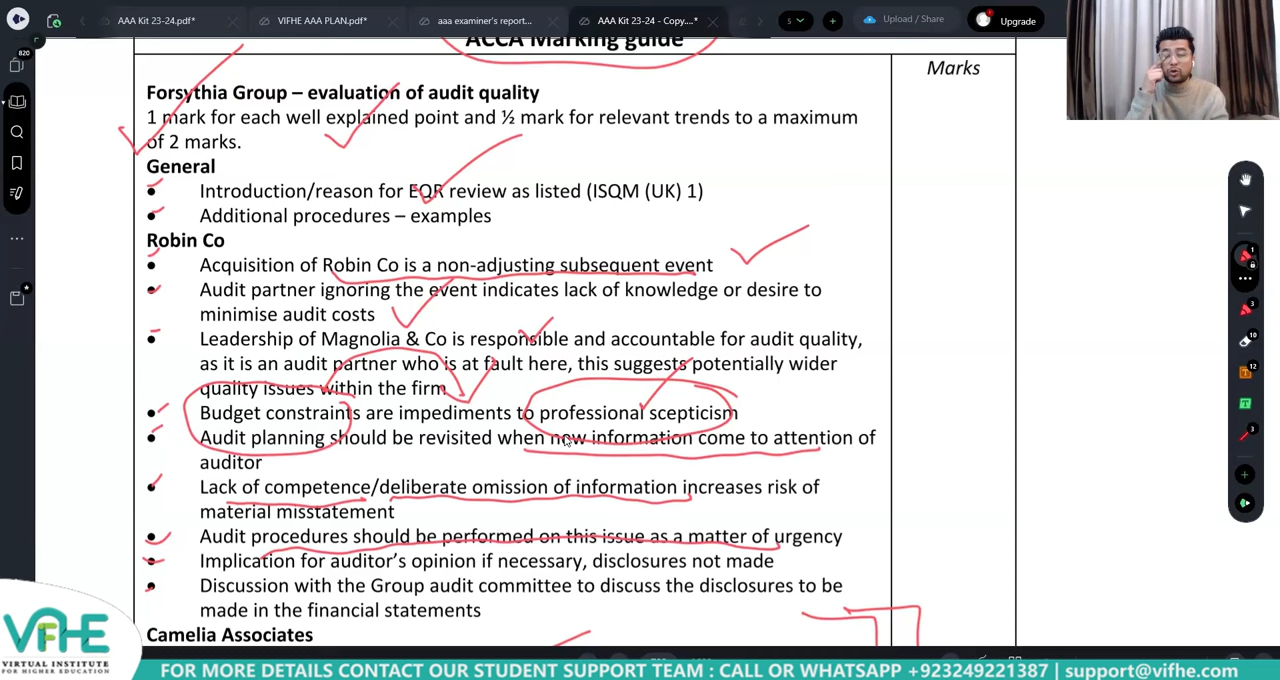 AAA Kit 23-24.pdf*
VIFHE AAA PLAN.pdf*
aaa examiner's report...
AAA Kit 23-24 - Copy....*
5
Upload / Share
Upgrade
820
ACCA Marking guide
Marks
Forsythia Group – evaluation of audit quality
1 mark for each well explained point and ½ mark for relevant trends to a maximum
of 2 marks.
General
• Introduction/reason for EQR review as listed (ISQM (UK) 1)
• Additional procedures – examples
Robin Co
• Acquisition of Robin Co is a non-adjusting subsequent event
• Audit partner ignoring the event indicates lack of knowledge or desire to
minimise audit costs
• Leadership of Magnolia & Co is responsible and accountable for audit quality,
as it is an audit partner who is at fault here, this suggests potentially wider
quality issues within the firm
• Budget constraints are impediments to professional scepticism
• Audit planning should be revisited when new information come to attention of
auditor
• Lack of competence/deliberate omission of information increases risk of
material misstatement
• Audit procedures should be performed on this issue as a matter of urgency
• Implication for auditor's opinion if necessary, disclosures not made
• Discussion with the Group audit committee to discuss the disclosures to be
made in the financial statements
Camelia Associates
1
3
10
12
3
VIFHE
VIRTUAL INSTITUTE
FOR HIGHER EDUCATION
FOR MORE DETAILS CONTACT OUR STUDENT SUPPORT TEAM : CALL OR WHATSAPP +923249221387 | support@vifhe.com